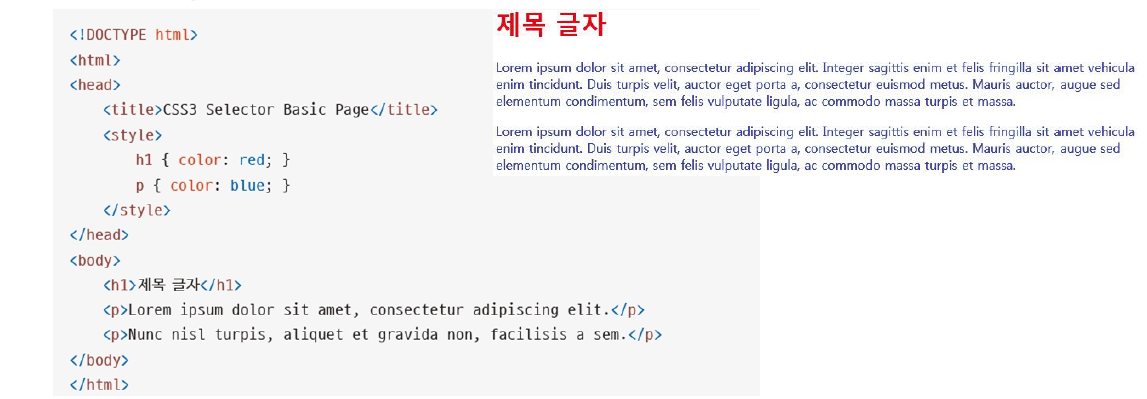 <!DOCTYPE html>
<html>
<head>
<title>CSS3 Selector Basic Page</title>
<style>
h1 { color: red; }
p { color: blue; }
</style>
</head>
<body>
<h1>제목 글자</h1>
<p>Lorem ipsum dolor sit amet, consectetur adipiscing elit.</p>
<p>Nunc nisl turpis, aliquet et gravida non, facilisis a sem.</p>
</body>
</html>
제목 글자
Lorem ipsum dolor sit amet, consectetur adipiscing elit. Integer sagittis enim et felis fringilla sit amet vehicula
enim tincidunt. Duis turpis velit, auctor eget porta a, consectetur euismod metus. Mauris auctor, augue sed
elementum condimentum, sem felis vulputate ligula, ac commodo massa turpis et massa.
Lorem ipsum dolor sit amet, consectetur adipiscing elit. Integer sagittis enim et felis fringilla sit amet vehicula
enim tincidunt. Duis turpis velit, auctor eget porta a, consectetur euismod metus. Mauris auctor, augue sed
elementum condimentum, sem felis vulputate ligula, ac commodo massa turpis et massa.